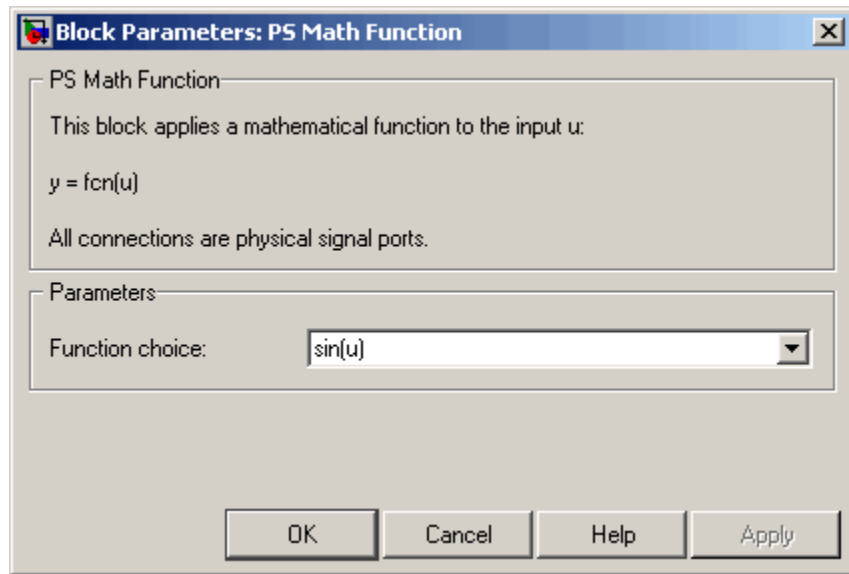 Block Parameters: PS Math Function
PS Math Function
This block applies a mathematical function to the input u:
y = fcn(u)
All connections are physical signal ports.
Parameters
Function choice: sin(u)
OK Cancel Help Apply